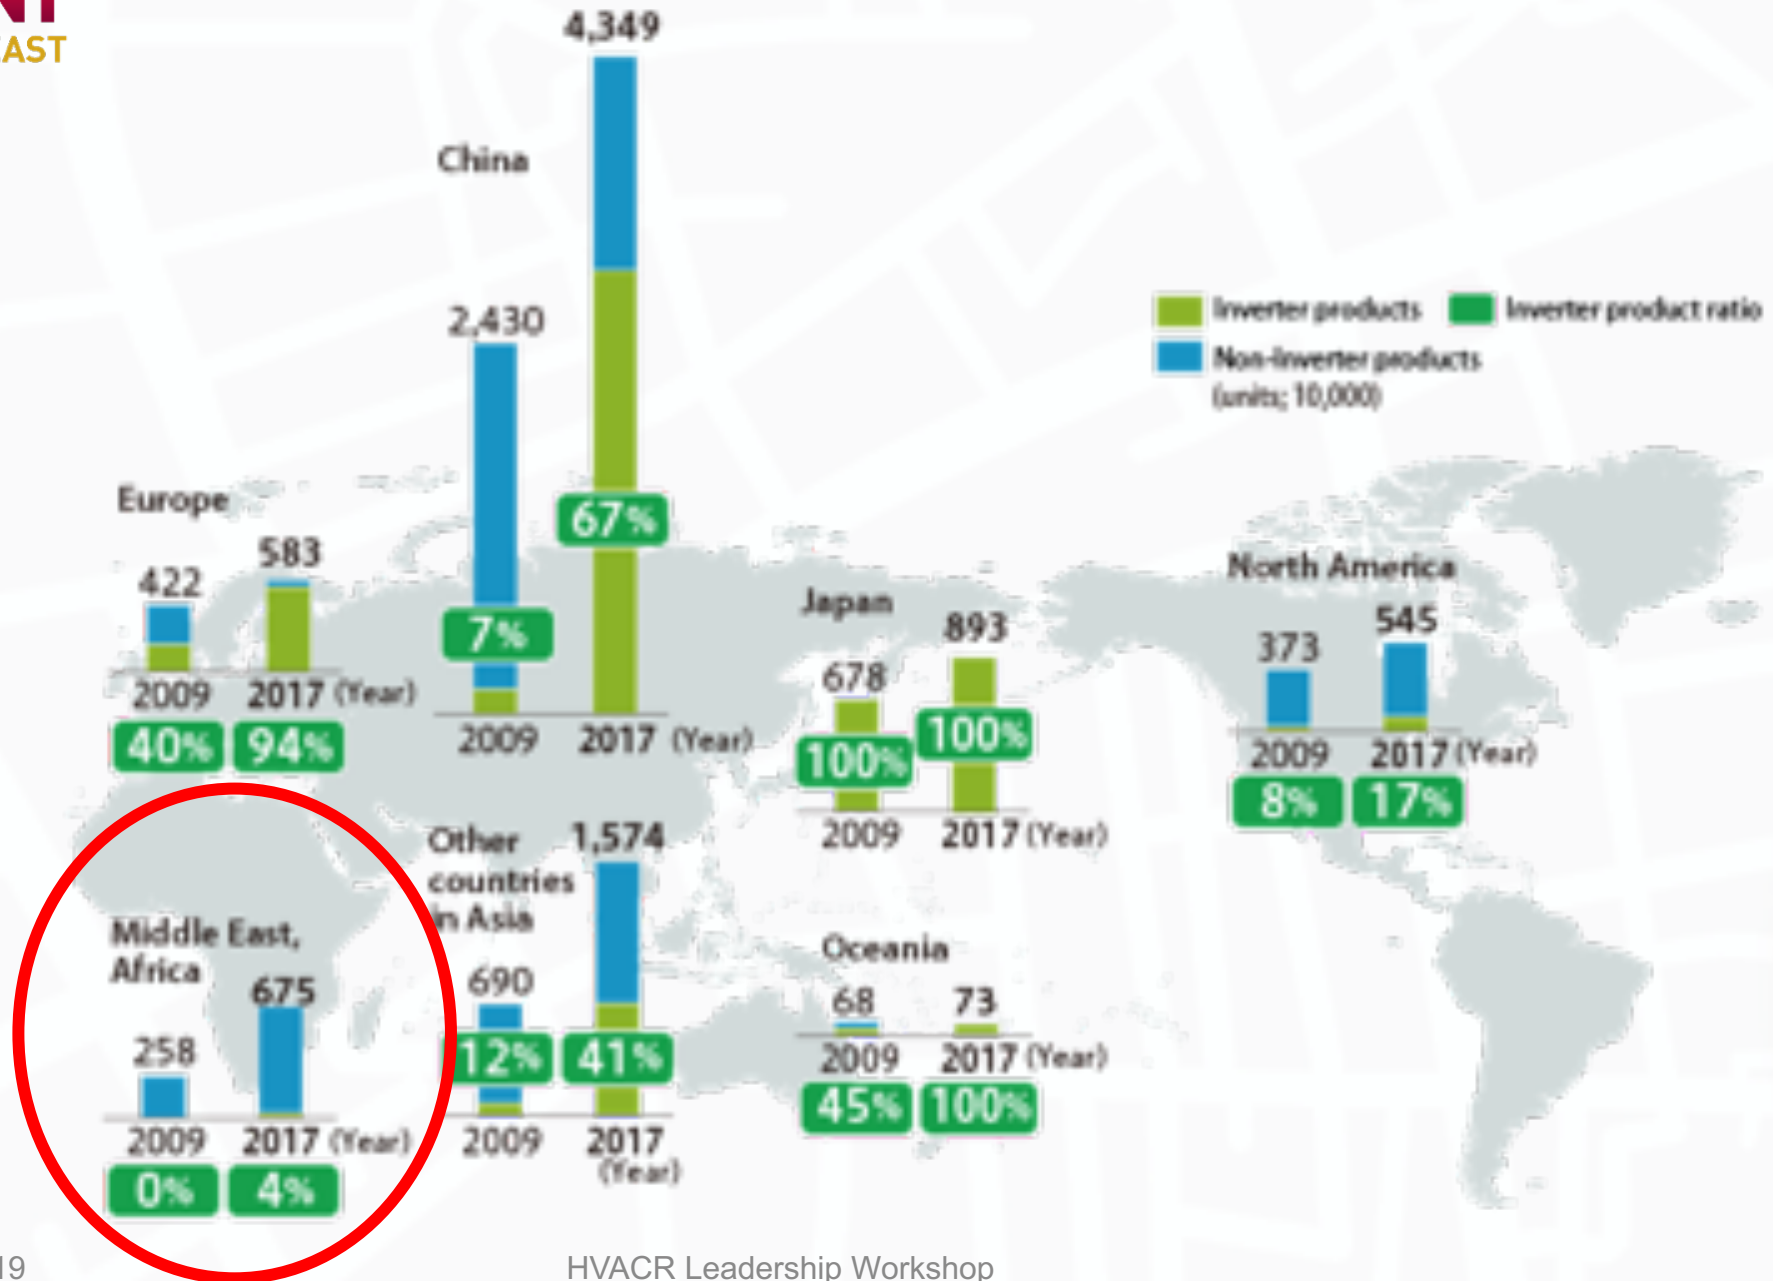 EAST
4,349
China
2,430
67%
7%
2009 2017 (Year)
Inverter products
Inverter product ratio
Non-inverter products
(units; 10,000)
Europe
422
583
2009 2017 (Year)
40% 94%
Japan
678
893
100% 100%
2009 2017 (Year)
North America
373
545
2009 2017 (Year)
8% 17%
Middle East,
Africa
258
675
2009 2017 (Year)
0% 4%
Other
countries
in Asia
690
1,574
12% 41%
2009 2017
(Year)
Oceania
68 73
2009 2017 (Year)
45% 100%
19
HVACR Leadership Workshop